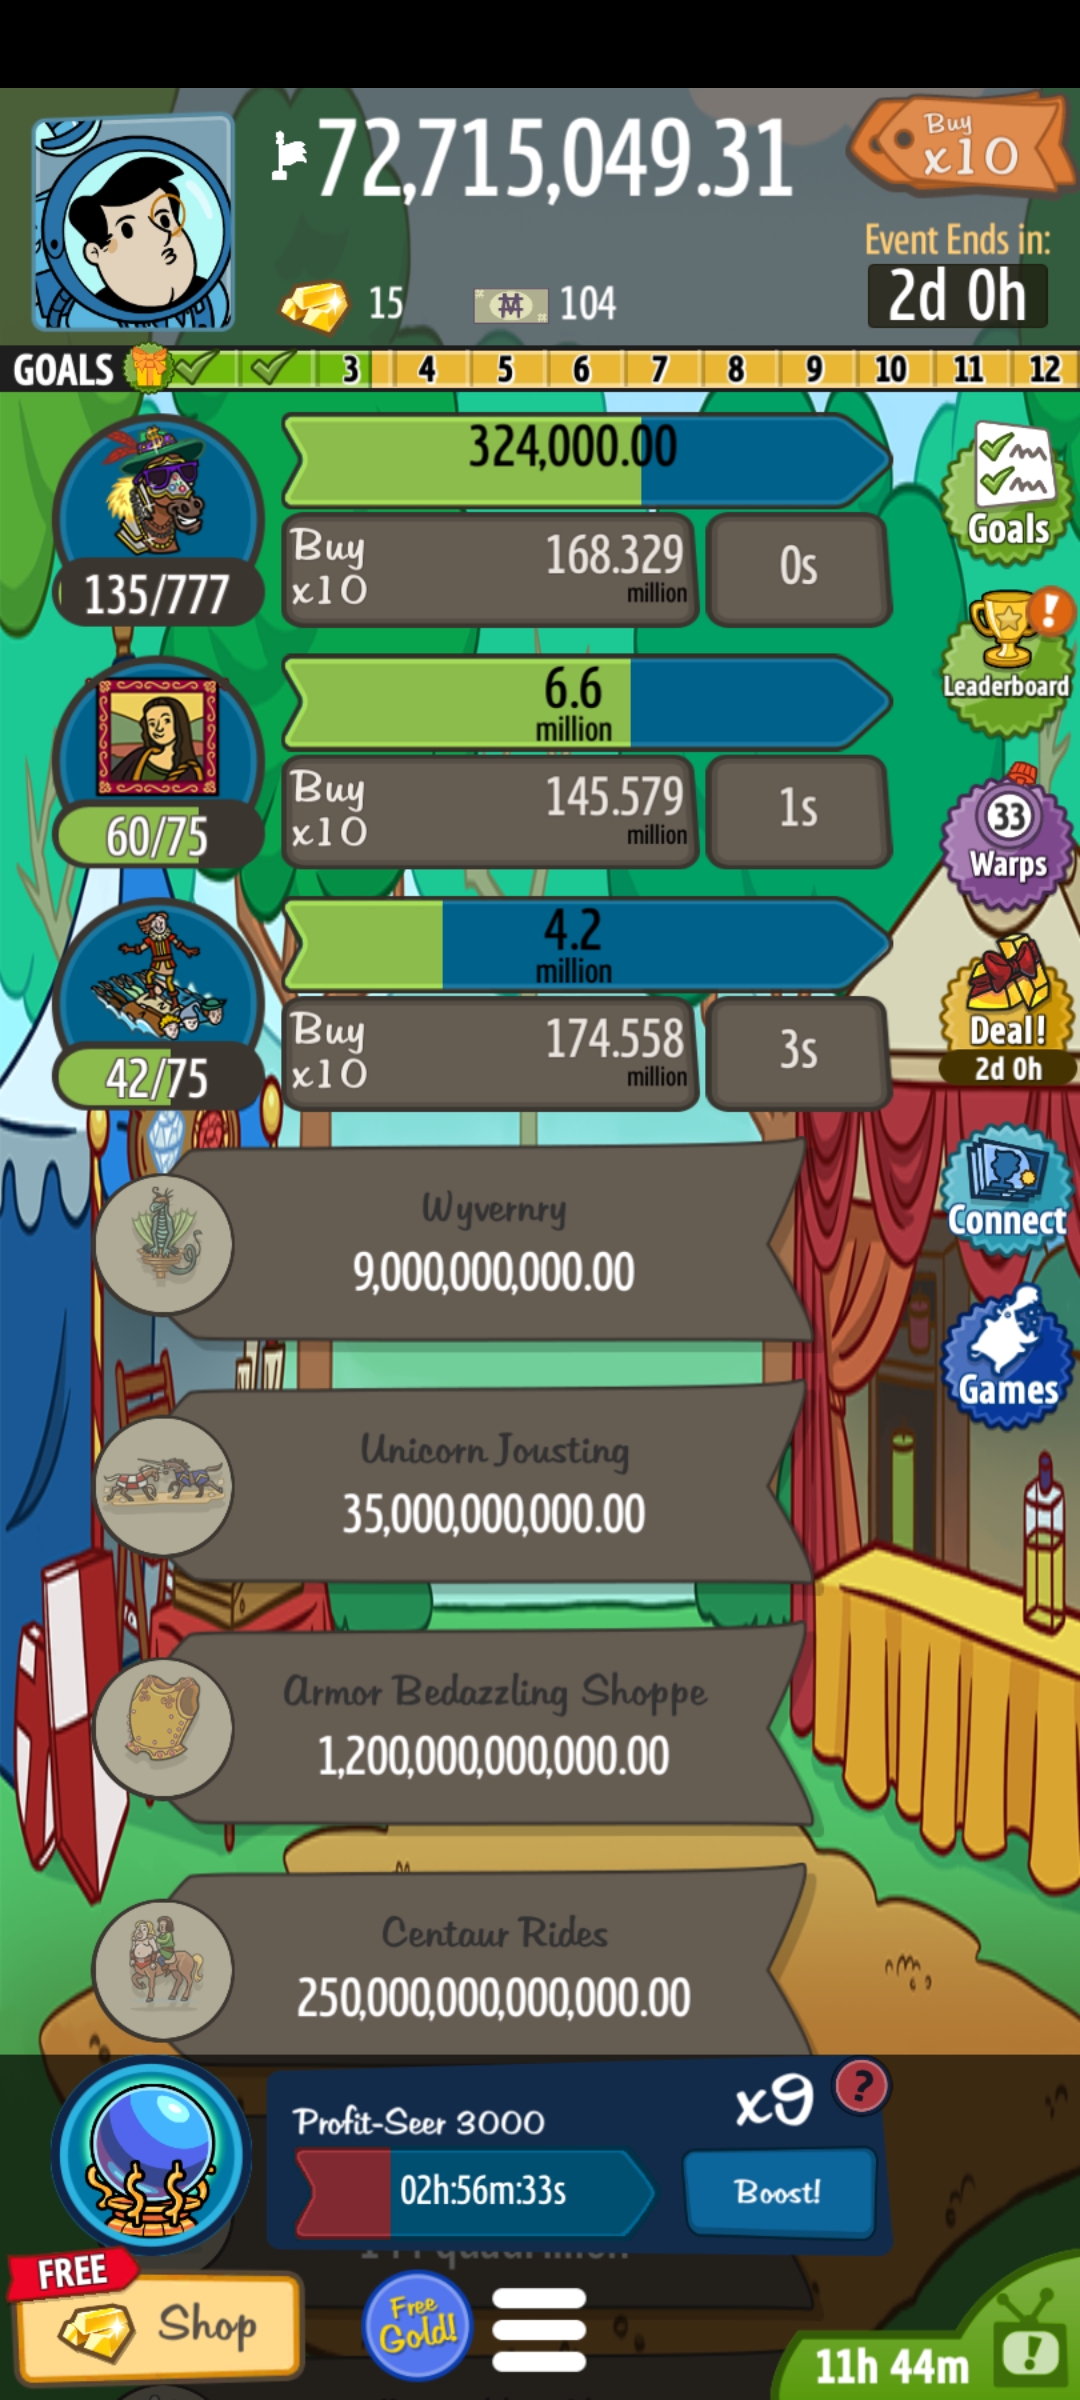 72,715,049.31
Buy
x10
15
104
Event Ends in:
2d 0h
GOALS 3 4 5 6 7 8 9 10 11 12
324,000.00
Buy
x10
168.329
million
0s
135/777
Goals
Leaderboard
6.6
million
Buy
x10
145.579
million
1s
60/75
33
Warps
4.2
million
Buy
x10
174.558
million
3s
42/75
Deal!
2d 0h
Wyvernry
9,000,000,000.00
Connect
Unicorn Jousting
35,000,000,000.00
Games
Armor Bedazzling Shoppe
1,200,000,000,000.00
Centaur Rides
250,000,000,000,000.00
Profit-Seer 3000
x9
?
02h:56m:33s
Boost!
FREE
Shop
Free
Gold!
11h 44m